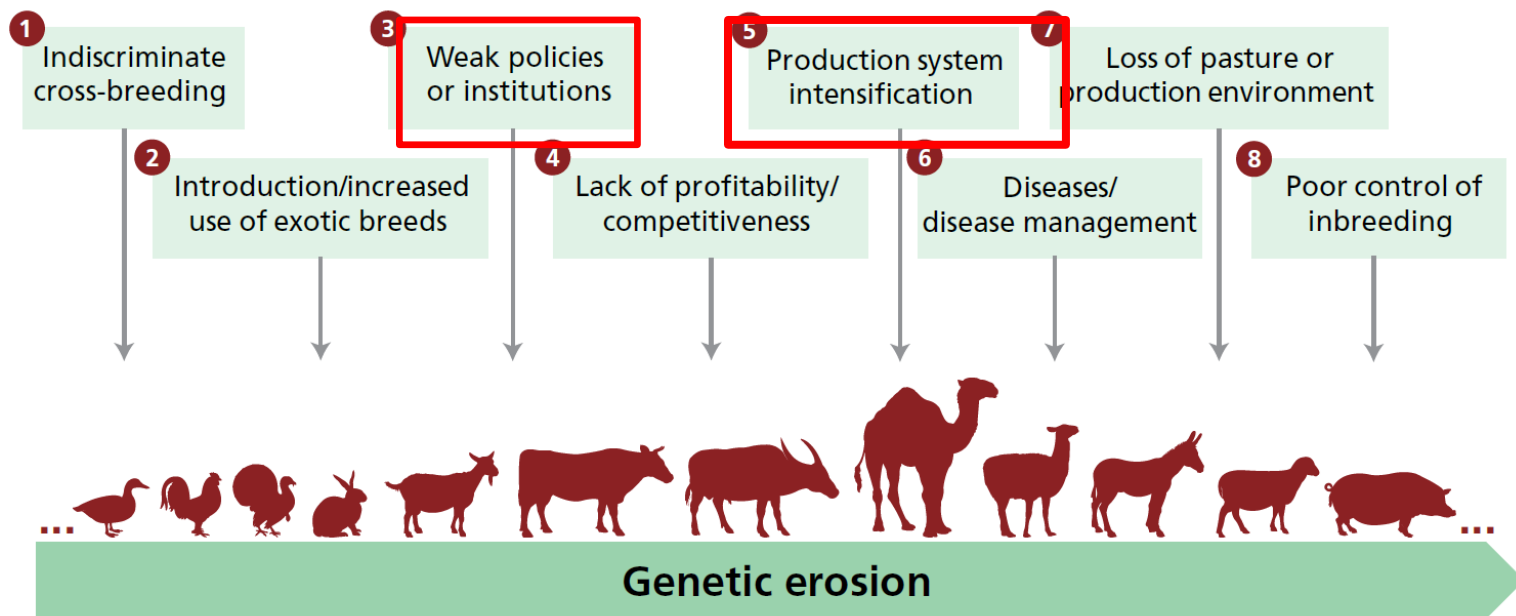 1
Indiscriminate
cross-breeding
2
Introduction/increased
use of exotic breeds
3
Weak policies
or institutions
4
Lack of profitability/
competitiveness
5
Production system
intensification
6
Diseases/
disease management
7
Loss of pasture or
production environment
8
Poor control of
inbreeding
...
...
Genetic erosion